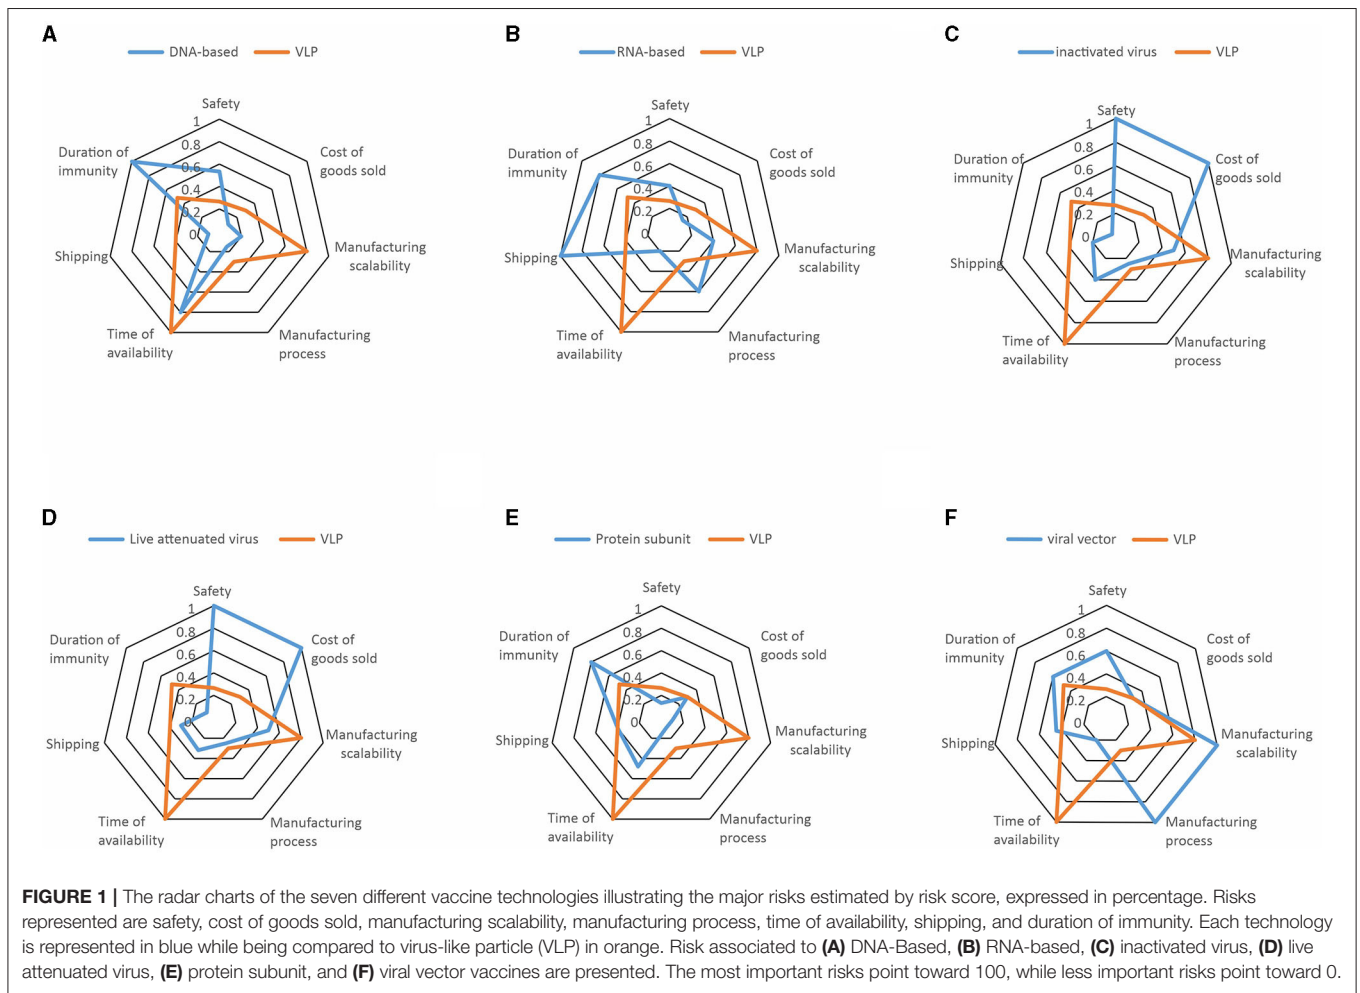 A
DNA-based
VLP
Safety
1
0.8
0.6
0.4
0.2
0
Cost of
goods sold
Manufacturing
scalability
Manufacturing
process
Time of
availability
Shipping
Duration of
immunity
B
RNA-based
VLP
Safety
1
0.8
0.6
0.4
0.2
0
Cost of
goods sold
Manufacturing
scalability
Manufacturing
process
Time of
availability
Shipping
Duration of
immunity
C
inactivated virus
VLP
Safety
1
0.8
0.6
0.4
0.2
0
Cost of
goods sold
Manufacturing
scalability
Manufacturing
process
Time of
availability
Shipping
Duration of
immunity
D
Live attenuated virus
VLP
Safety
1
0.8
0.6
0.4
0.2
0
Cost of
goods sold
Manufacturing
scalability
Manufacturing
process
Time of
availability
Shipping
Duration of
immunity
E
Protein subunit
VLP
Safety
1
0.8
0.6
0.4
0.2
0
Cost of
goods sold
Manufacturing
scalability
Manufacturing
process
Time of
availability
Shipping
Duration of
immunity
F
viral vector
VLP
Safety
1
0.8
0.6
0.4
0.2
0
Cost of
goods sold
Manufacturing
scalability
Manufacturing
process
Time of
availability
Shipping
Duration of
immunity
FIGURE 1 | The radar charts of the seven different vaccine technologies illustrating the major risks estimated by risk score, expressed in percentage. Risks
represented are safety, cost of goods sold, manufacturing scalability, manufacturing process, time of availability, shipping, and duration of immunity. Each technology
is represented in blue while being compared to virus-like particle (VLP) in orange. Risk associated to (A) DNA-Based, (B) RNA-based, (C) inactivated virus, (D) live
attenuated virus, (E) protein subunit, and (F) viral vector vaccines are presented. The most important risks point toward 100, while less important risks point toward 0.